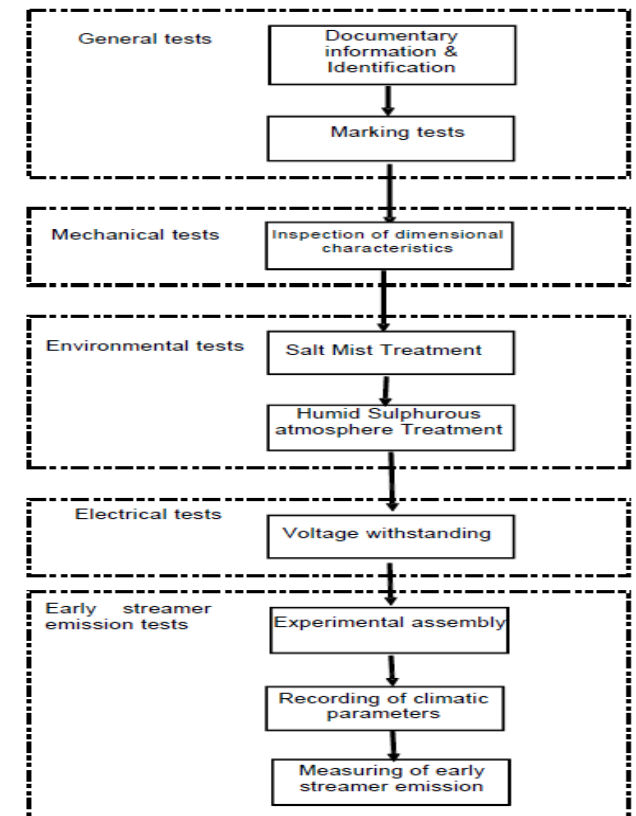 General tests
Documentary
information &
Identification
Marking tests
Mechanical tests
Inspection of dimensional
characteristics
Environmental tests
Salt Mist Treatment
Humid Sulphurous
atmosphere Treatment
Electrical tests
Voltage withstanding
Early streamer
emission tests
Experimental assembly
Recording of climatic
parameters
Measuring of early
streamer emission